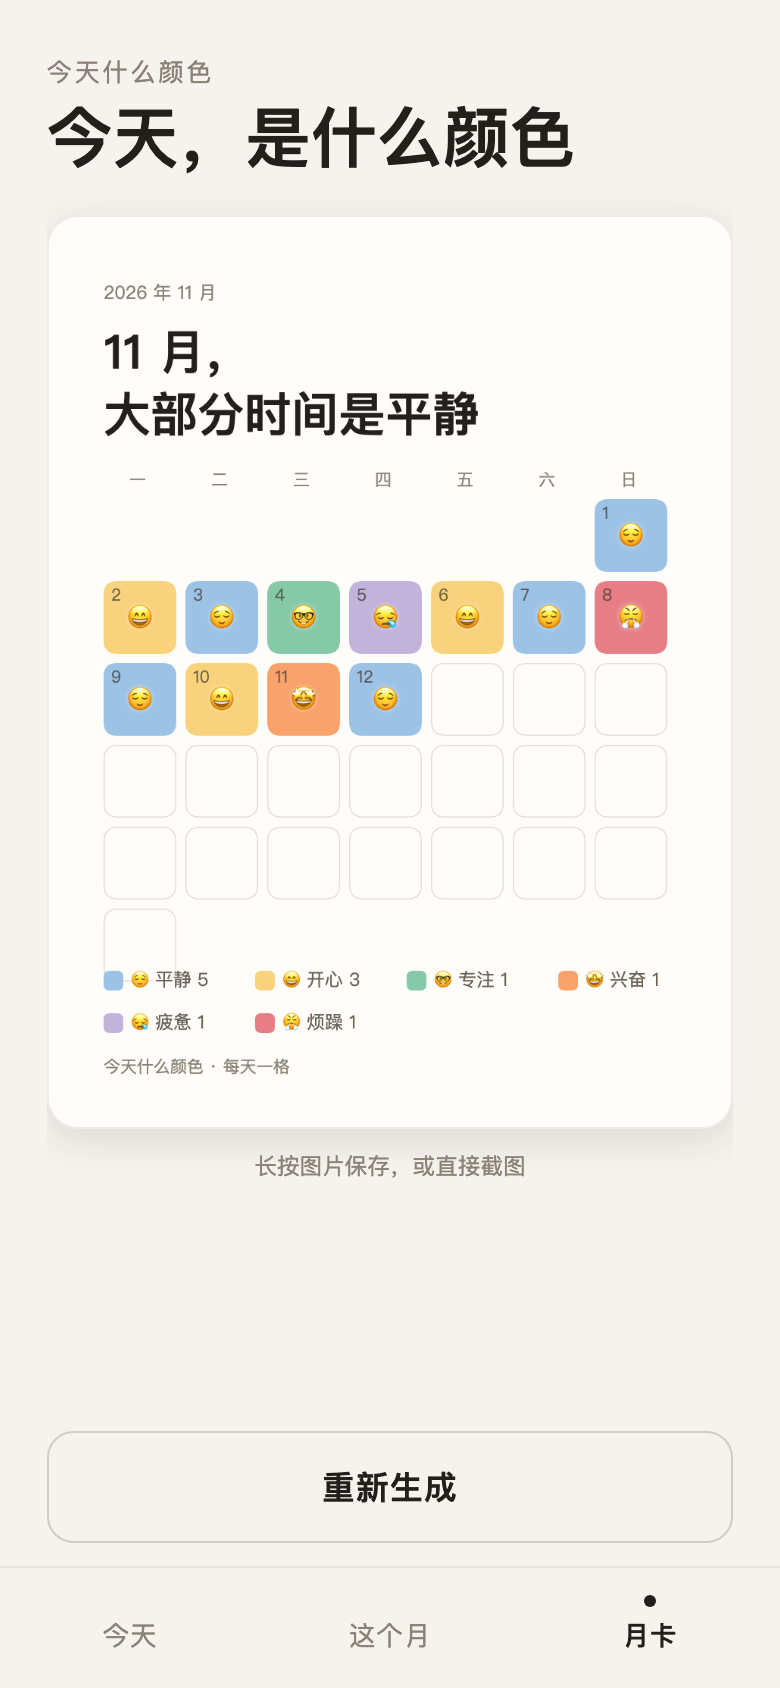 今天什么颜色
今天，是什么颜色
2026 年 11 月
11 月，
大部分时间是平静
一 二 三 四 五 六 日
1
2 3 4 5 6 7 8
9 10 11 12
平静 5 开心 3 专注 1 兴奋 1
疲惫 1 烦躁 1
今天什么颜色 · 每天一格
长按图片保存，或直接截图
重新生成
今天 这个月 月卡